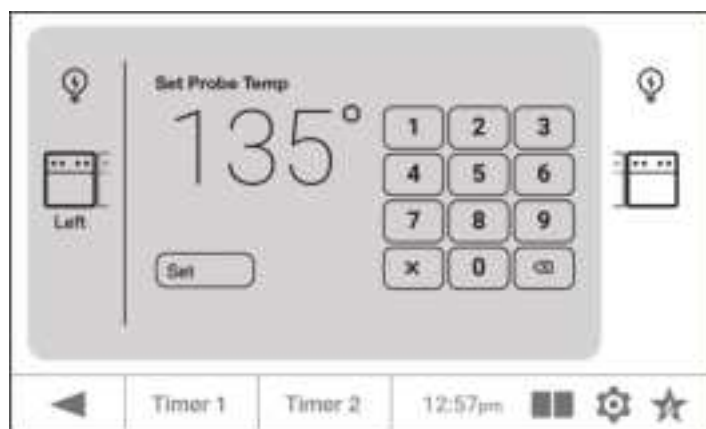 Set Probe Temp
135°
1 2 3
4 5 6
7 8 9
× 0 ⌫
Left
Set
Timer 1 Timer 2 12:57pm